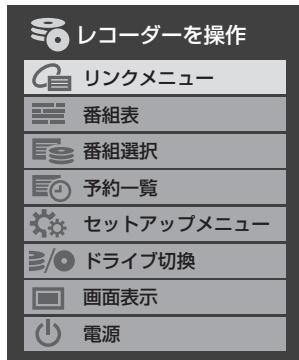 レコーダーを操作
リンクメニュー
番組表
番組選択
予約一覧
セットアップメニュー
ドライブ切換
画面表示
電源